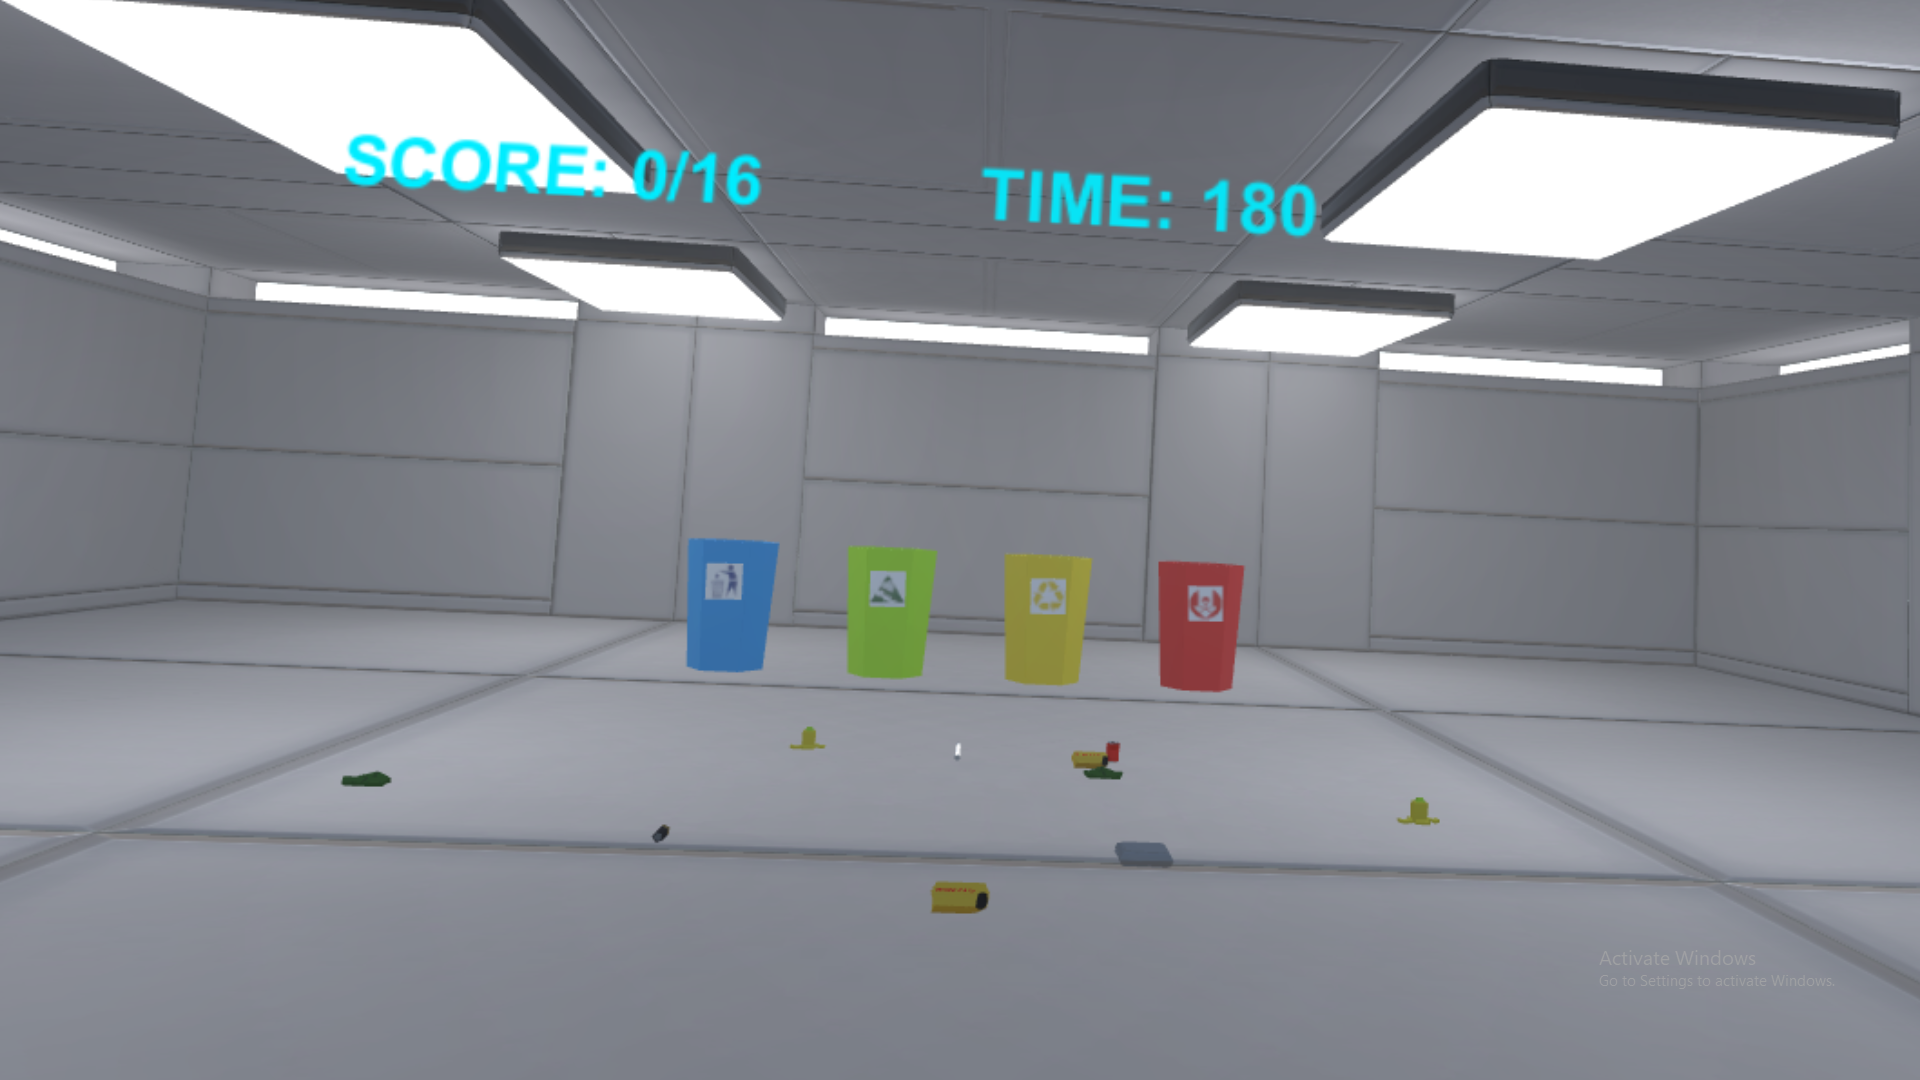 SCORE: 0/16
TIME: 180
Activate Windows
Go to Settings to activate Windows.